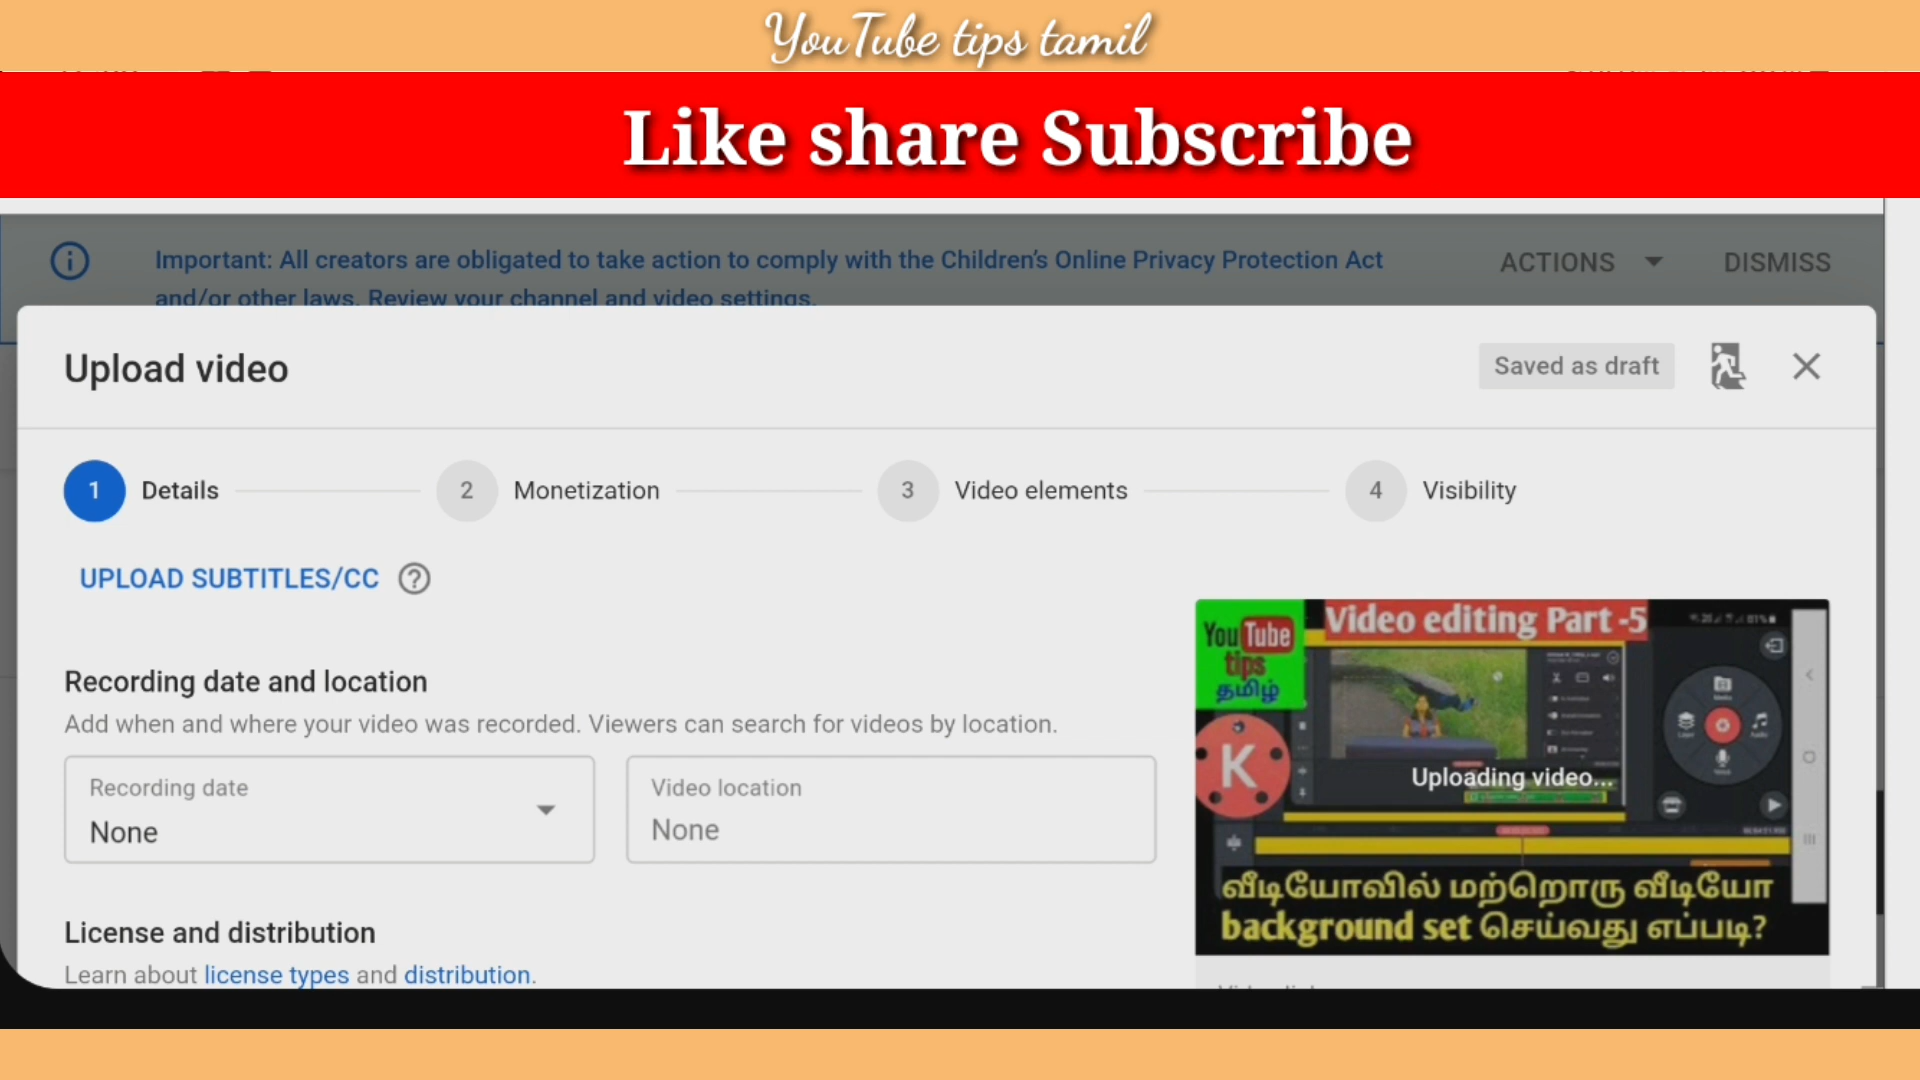 YouTube tips tamil
Like share Subscribe
Important: All creators are obligated to take action to comply with the Children's Online Privacy Protection Act
and/or other laws. Review your channel and video settings.
ACTIONS
DISMISS
Upload video
Saved as draft
1 Details
2 Monetization
3 Video elements
4 Visibility
UPLOAD SUBTITLES/CC
Recording date and location
Add when and where your video was recorded. Viewers can search for videos by location.
Recording date
None
Video location
None
License and distribution
Learn about license types and distribution.
You Tube
tips
தமிழ்
Video editing Part -5
K
Uploading video...
வீடியோவில் மற்றொரு வீடியோ
background set செய்வது எப்படி?